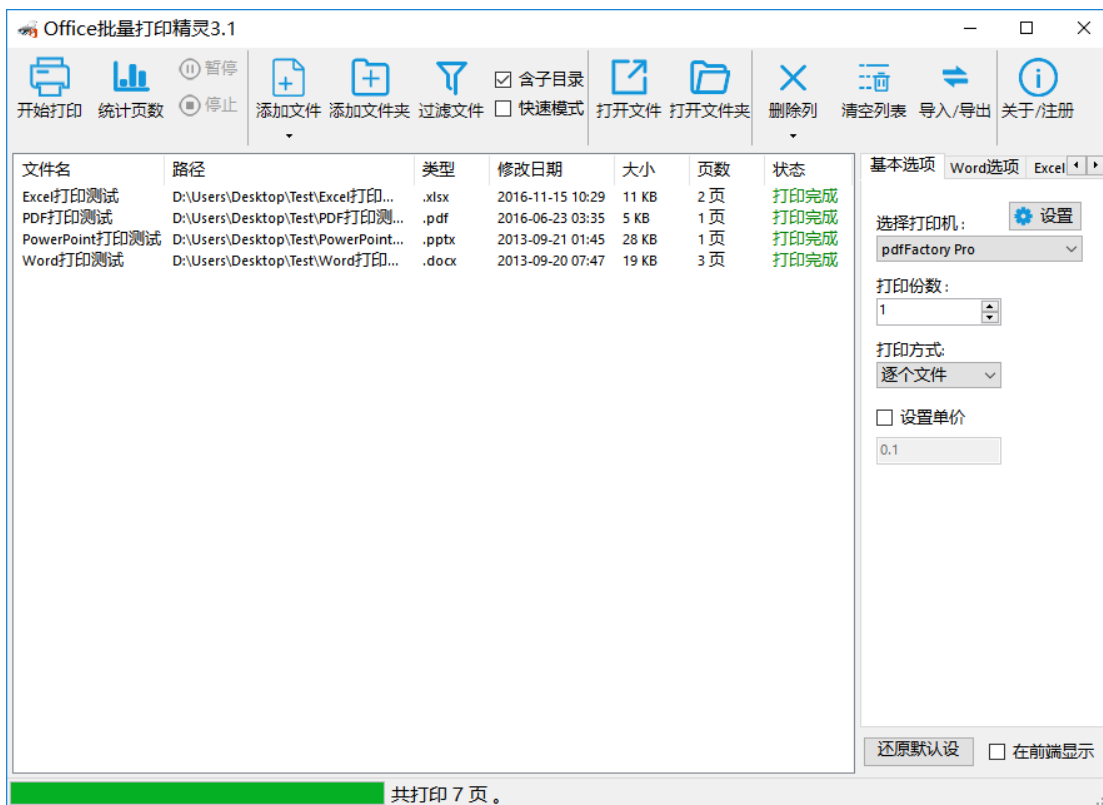 Office批量打印精灵3.1
开始打印 统计页数 暂停 停止 添加文件 添加文件夹 过滤文件 含子目录 快速模式 打开文件 打开文件夹 删除列 清空列表 导入/导出 关于/注册
文件名 路径 类型 修改日期 大小 页数 状态
Excel打印测试 D:\Users\Desktop\Test\Excel打印... .xlsx 2016-11-15 10:29 11 KB 2 页 打印完成
PDF打印测试 D:\Users\Desktop\Test\PDF打印测... .pdf 2016-06-23 03:35 5 KB 1 页 打印完成
PowerPoint打印测试 D:\Users\Desktop\Test\PowerPoint... .pptx 2013-09-21 01:45 28 KB 1 页 打印完成
Word打印测试 D:\Users\Desktop\Test\Word打印... .docx 2013-09-20 07:47 19 KB 3 页 打印完成
基本选项 Word选项 Excel
选择打印机： 设置
pdfFactory Pro
打印份数：
1
打印方式:
逐个文件
设置单价
0.1
还原默认设 在前端显示
共打印 7 页 。